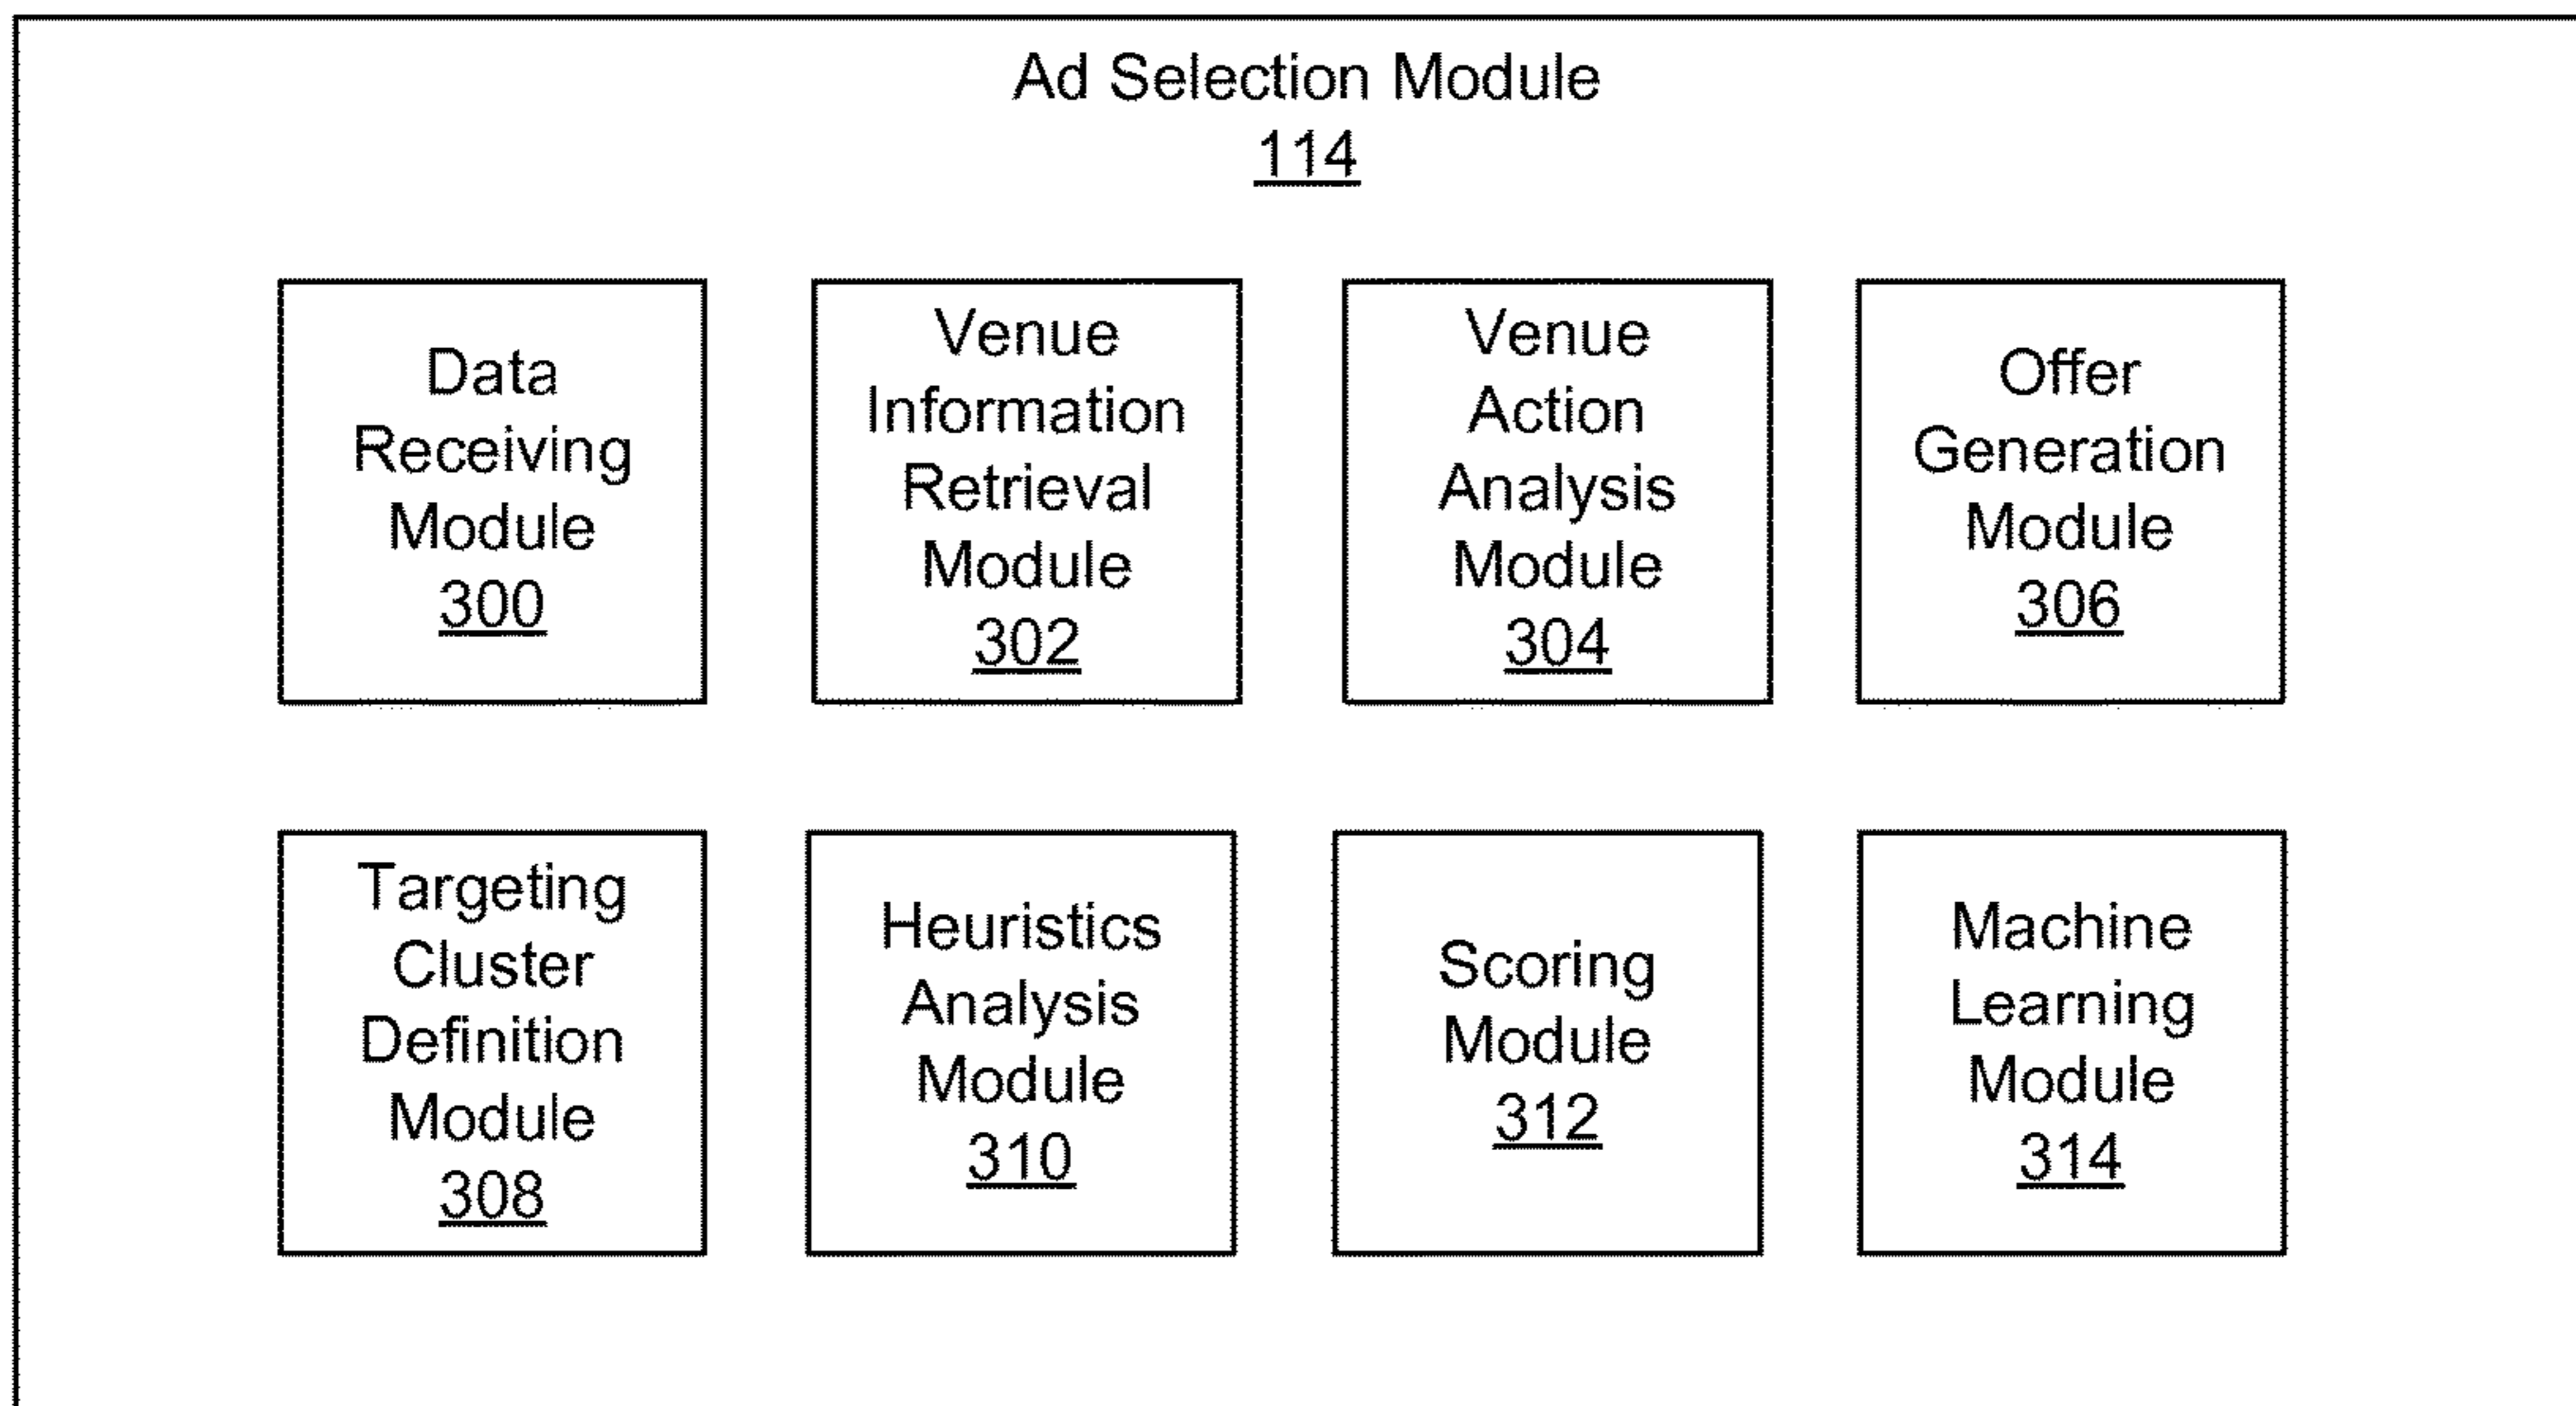 Ad Selection Module
114
Data
Receiving
Module
300
Venue
Information
Retrieval
Module
302
Venue
Action
Analysis
Module
304
Offer
Generation
Module
306
Targeting
Cluster
Definition
Module
308
Heuristics
Analysis
Module
310
Scoring
Module
312
Machine
Learning
Module
314